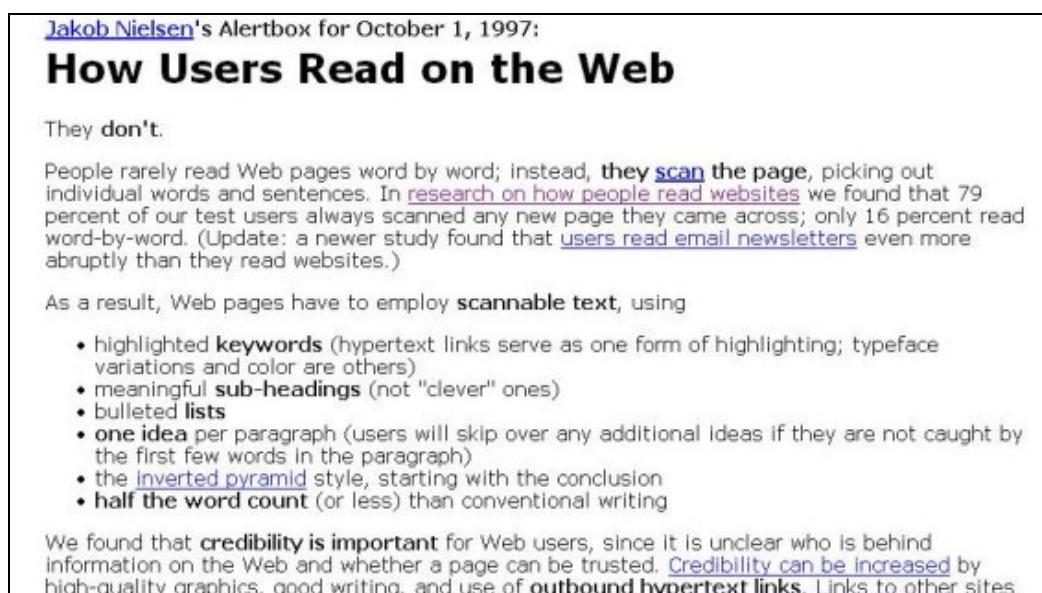 Jakob Nielsen's Alertbox for October 1, 1997:
How Users Read on the Web
They don't.
People rarely read Web pages word by word; instead, they scan the page, picking out
individual words and sentences. In research on how people read websites we found that 79
percent of our test users always scanned any new page they came across; only 16 percent read
word-by-word. (Update: a newer study found that users read email newsletters even more
abruptly than they read websites.)
As a result, Web pages have to employ scannable text, using
• highlighted keywords (hypertext links serve as one form of highlighting; typeface
variations and color are others)
• meaningful sub-headings (not "clever" ones)
• bulleted lists
• one idea per paragraph (users will skip over any additional ideas if they are not caught by
the first few words in the paragraph)
• the inverted pyramid style, starting with the conclusion
• half the word count (or less) than conventional writing
We found that credibility is important for Web users, since it is unclear who is behind
information on the Web and whether a page can be trusted. Credibility can be increased by
high-quality graphics, good writing, and use of outbound hypertext links. Links to other sites